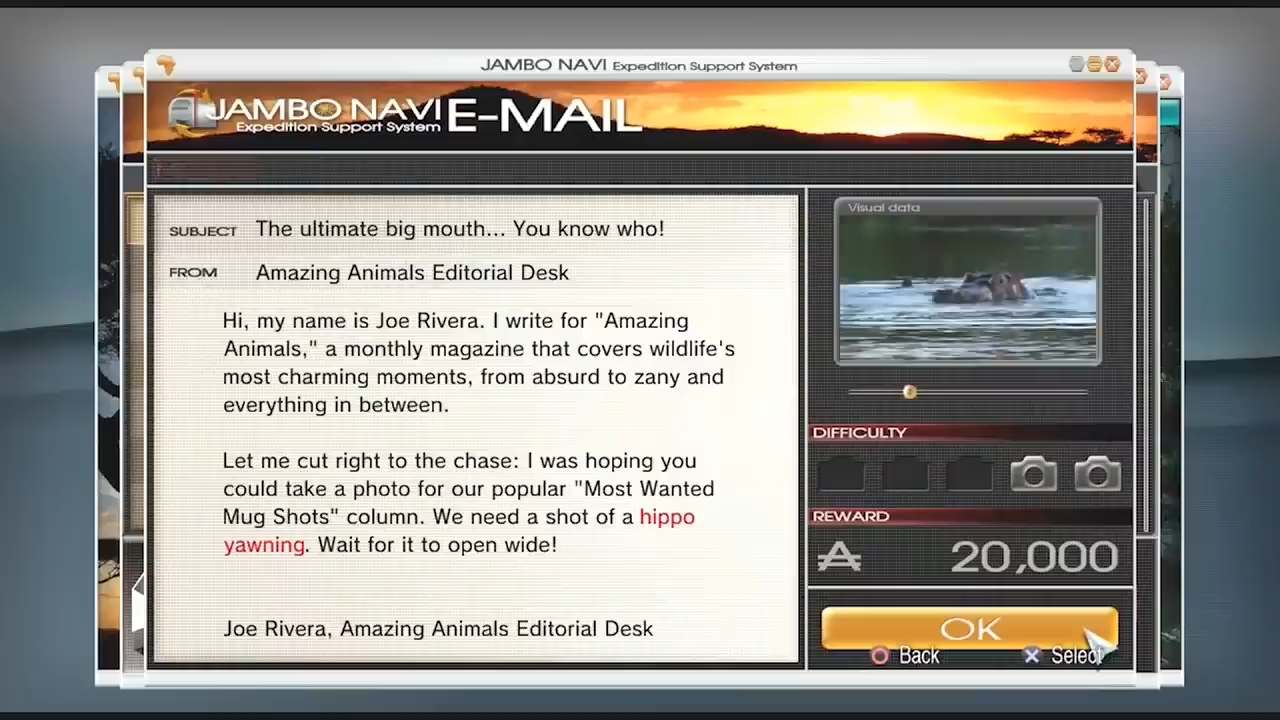 JAMBO NAVI Expedition Support System
JAMBO NAVI E-MAIL
Expedition Support System
SUBJECT The ultimate big mouth... You know who!
FROM Amazing Animals Editorial Desk
Hi, my name is Joe Rivera. I write for "Amazing
Animals," a monthly magazine that covers wildlife's
most charming moments, from absurd to zany and
everything in between.
Let me cut right to the chase: I was hoping you
could take a photo for our popular "Most Wanted
Mug Shots" column. We need a shot of a hippo
yawning. Wait for it to open wide!
Joe Rivera, Amazing Animals Editorial Desk
Visual data
DIFFICULTY
REWARD
20,000
OK
Back Select